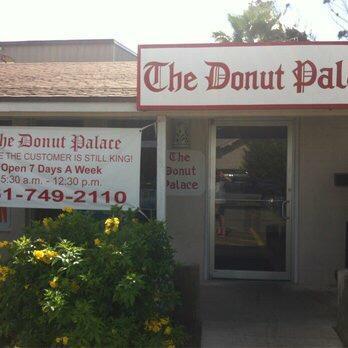 The Donut Pala
he Donut Palace
E THE CUSTOMER IS STILL KING!
Open 7 Days A Week
5:30 a.m. - 12:30 p.m.
1-749-2110
The
Donut
Palace